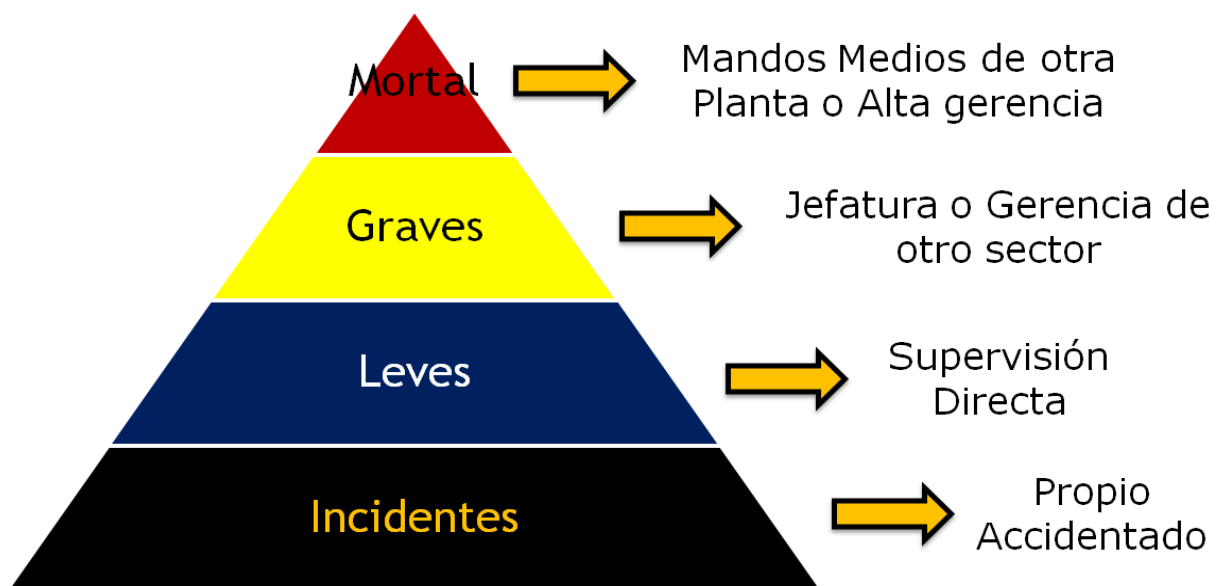 Mortal
Mandos Medios de otra
Planta o Alta gerencia
Graves
Jefatura o Gerencia de
otro sector
Leves
Supervisión
Directa
Incidentes
Propio
Accidentado